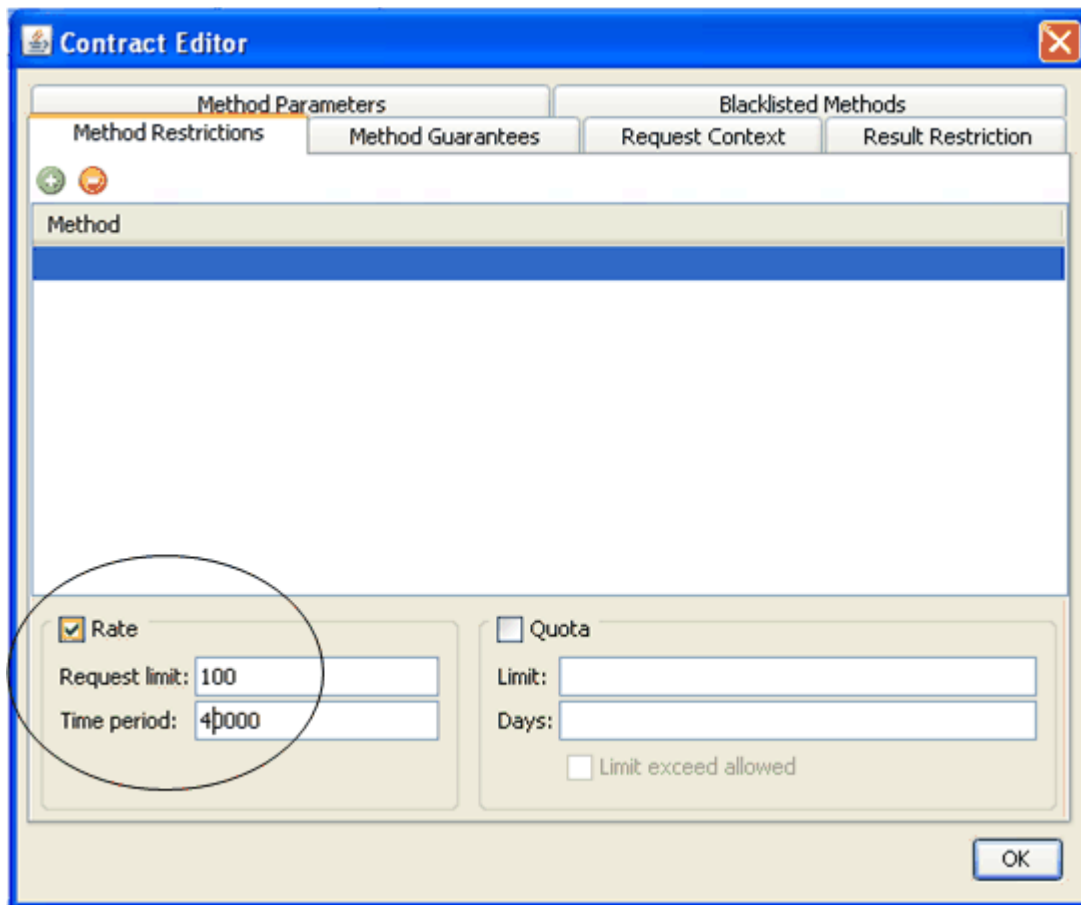 Contract Editor
Method Parameters
Blacklisted Methods
Method Restrictions
Method Guarantees
Request Context
Result Restriction
Method
Rate
Request limit: 100
Time period: 40000
Quota
Limit:
Days:
Limit exceed allowed
OK